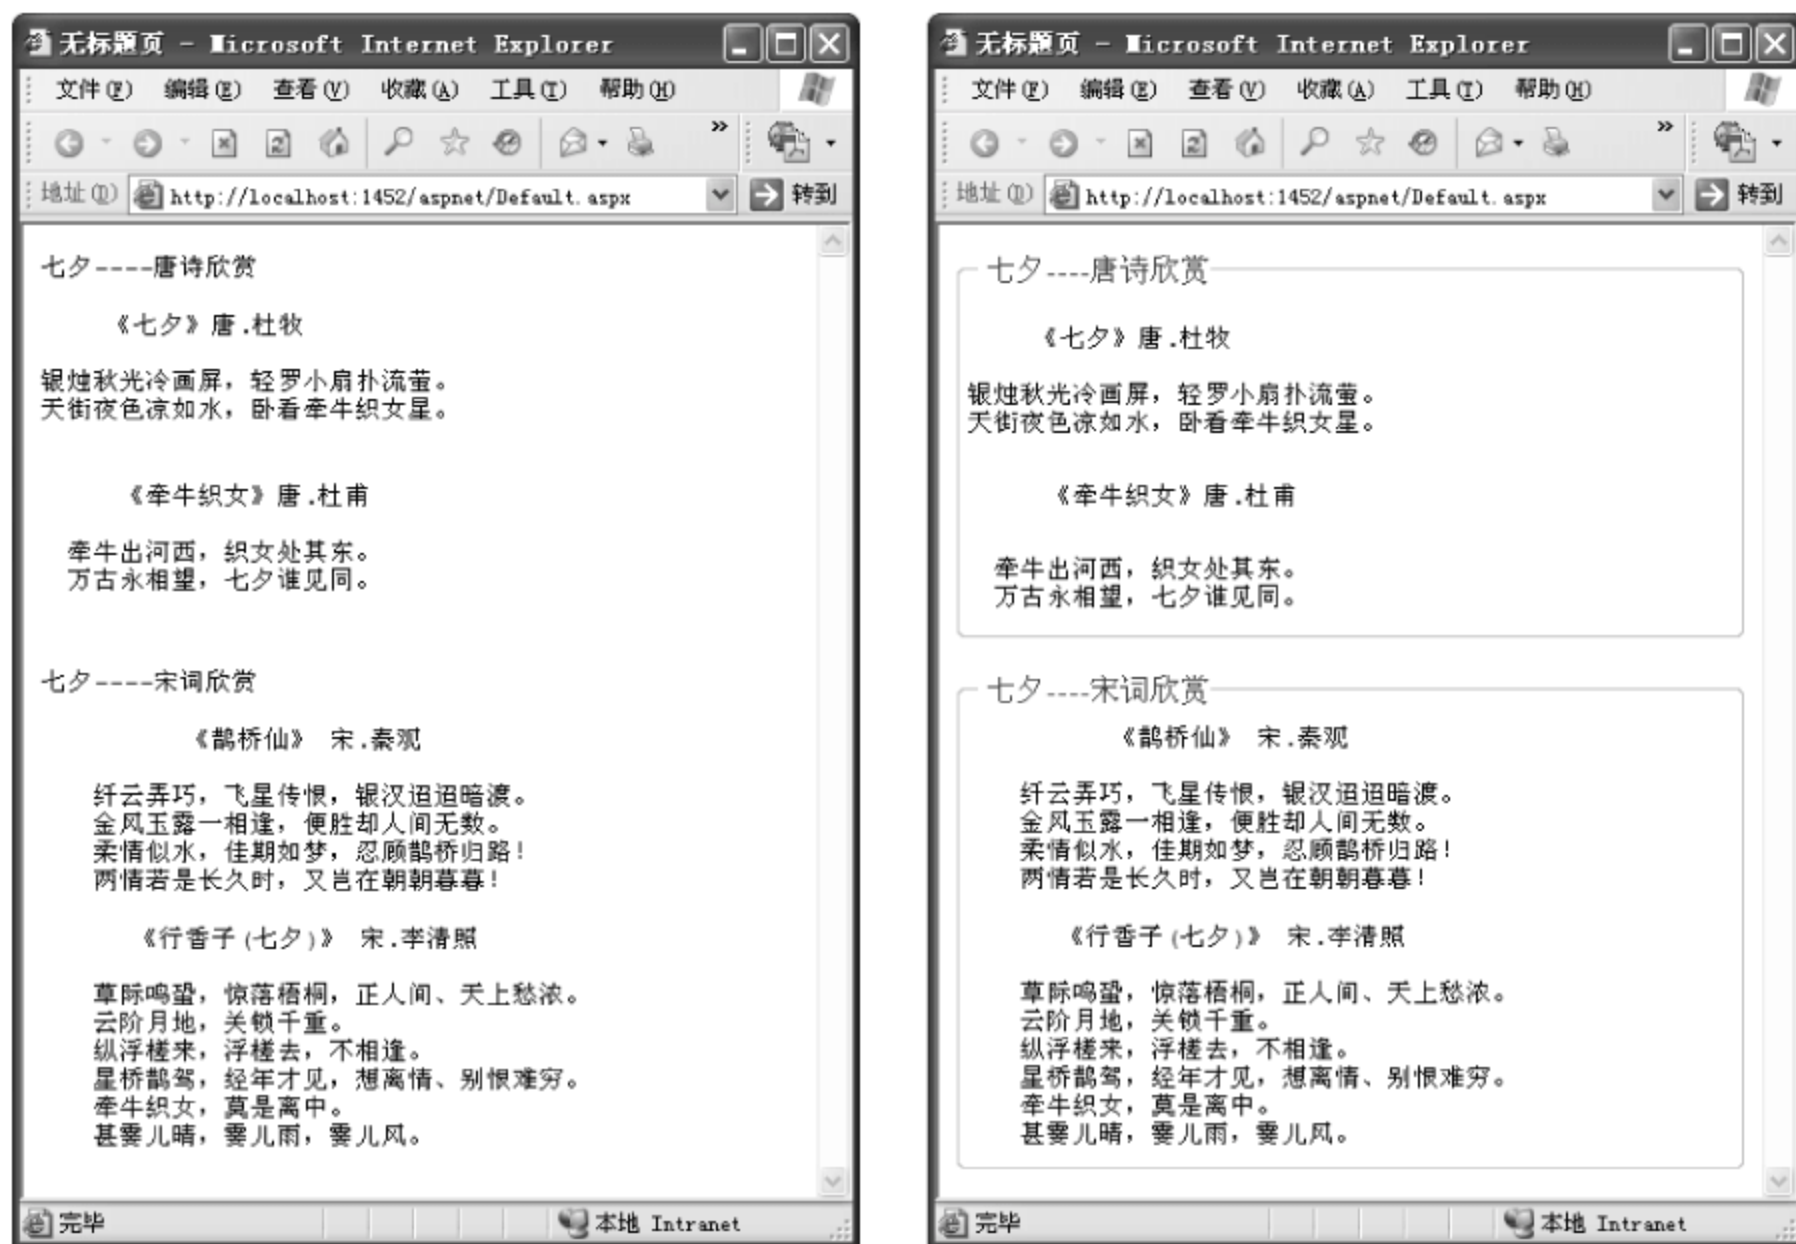 无标题页 - Microsoft Internet Explorer
文件(F) 编辑(E) 查看(V) 收藏(A) 工具(T) 帮助(H)
地址(D) http://localhost:1452/aspnet/Default.aspx 转到
七夕----唐诗欣赏
《七夕》唐.杜牧
银烛秋光冷画屏，轻罗小扇扑流萤。
天街夜色凉如水，卧看牵牛织女星。
《牵牛织女》唐.杜甫
牵牛出河西，织女处其东。
万古永相望，七夕谁见同。
七夕----宋词欣赏
《鹊桥仙》 宋.秦观
纤云弄巧，飞星传恨，银汉迢迢暗渡。
金风玉露一相逢，便胜却人间无数。
柔情似水，佳期如梦，忍顾鹊桥归路！
两情若是长久时，又岂在朝朝暮暮！
《行香子(七夕)》 宋.李清照
草际鸣蛩，惊落梧桐，正人间、天上愁浓。
云阶月地，关锁千重。
纵浮槎来，浮槎去，不相逢。
星桥鹊驾，经年才见，想离情、别恨难穷。
牵牛织女，莫是离中。
甚霎儿晴，霎儿雨，霎儿风。
完毕 本地 Intranet
无标题页 - Microsoft Internet Explorer
文件(F) 编辑(E) 查看(V) 收藏(A) 工具(T) 帮助(H)
地址(D) http://localhost:1452/aspnet/Default.aspx 转到
七夕----唐诗欣赏
《七夕》唐.杜牧
银烛秋光冷画屏，轻罗小扇扑流萤。
天街夜色凉如水，卧看牵牛织女星。
《牵牛织女》唐.杜甫
牵牛出河西，织女处其东。
万古永相望，七夕谁见同。
七夕----宋词欣赏
《鹊桥仙》 宋.秦观
纤云弄巧，飞星传恨，银汉迢迢暗渡。
金风玉露一相逢，便胜却人间无数。
柔情似水，佳期如梦，忍顾鹊桥归路！
两情若是长久时，又岂在朝朝暮暮！
《行香子(七夕)》 宋.李清照
草际鸣蛩，惊落梧桐，正人间、天上愁浓。
云阶月地，关锁千重。
纵浮槎来，浮槎去，不相逢。
星桥鹊驾，经年才见，想离情、别恨难穷。
牵牛织女，莫是离中。
甚霎儿晴，霎儿雨，霎儿风。
完毕 本地 Intranet